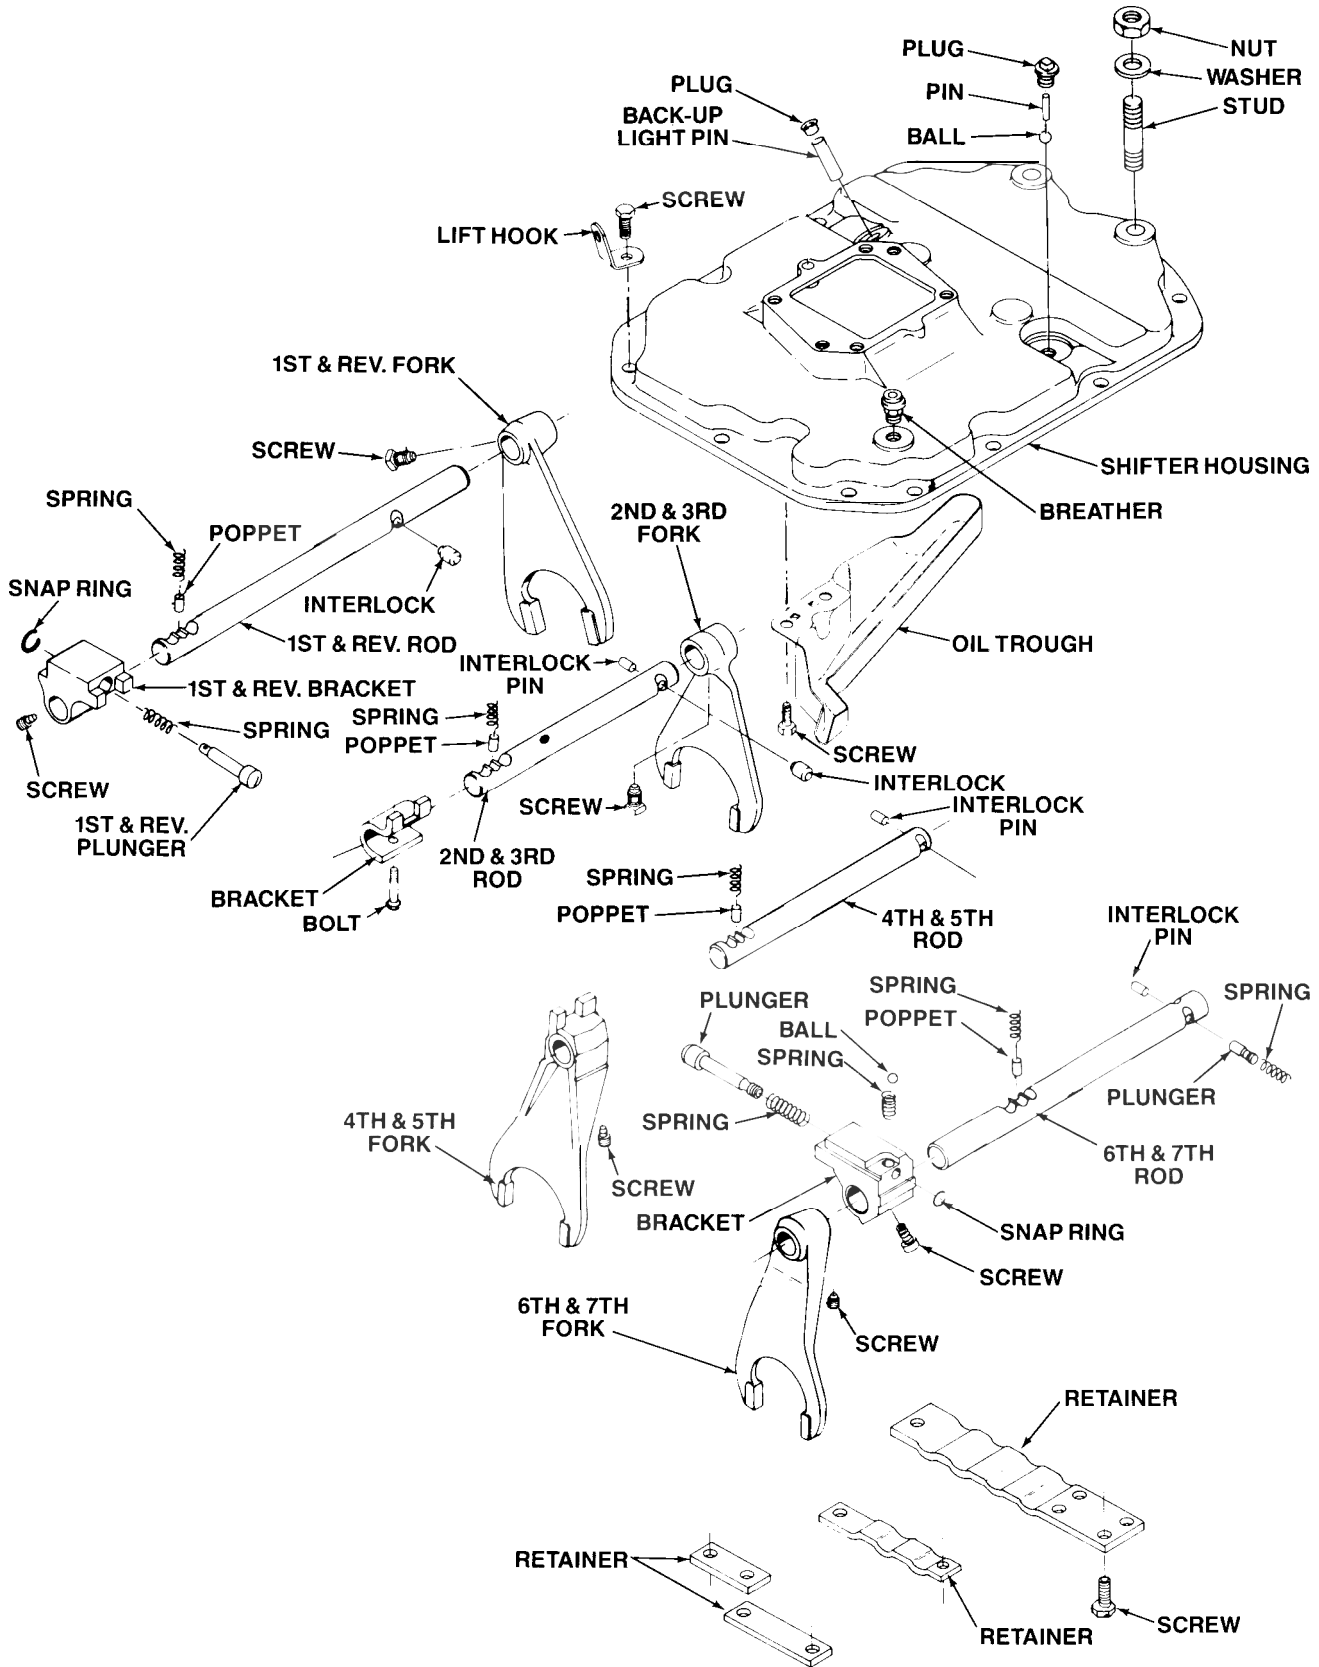 PLUG
NUT
WASHER
STUD
PIN
BALL
PLUG
BACK-UP
LIGHT PIN
SCREW
LIFT HOOK
1ST & REV. FORK
SCREW
SHIFTER HOUSING
BREATHER
SPRING
POPPET
2ND & 3RD
FORK
SNAP RING
INTERLOCK
1ST & REV. ROD
OIL TROUGH
INTERLOCK
PIN
1ST & REV. BRACKET
SPRING
SPRING
POPPET
SCREW
INTERLOCK
SCREW
1ST & REV.
PLUNGER
SCREW
INTERLOCK
PIN
2ND & 3RD
ROD
BRACKET
BOLT
SPRING
POPPET
4TH & 5TH
ROD
INTERLOCK
PIN
PLUNGER
SPRING
POPPET
SPRING
BALL
SPRING
PLUNGER
4TH & 5TH
FORK
SPRING
6TH & 7TH
ROD
SCREW
BRACKET
SNAP RING
SCREW
6TH & 7TH
FORK
SCREW
RETAINER
RETAINER
RETAINER
SCREW